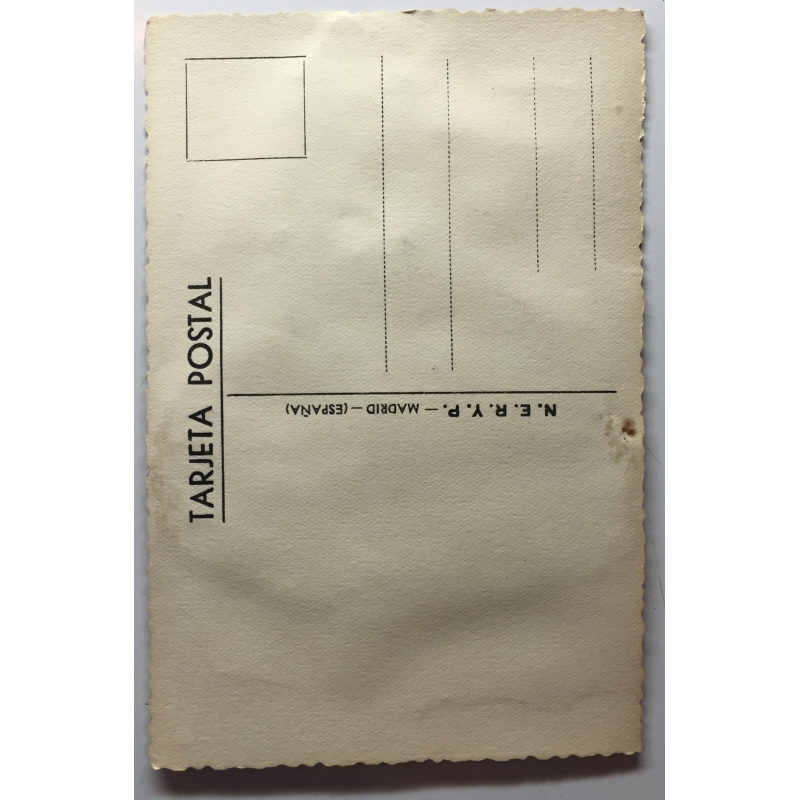 TARJETA POSTAL
N. E. R. Y. P. — MADRID — (ESPAÑA)